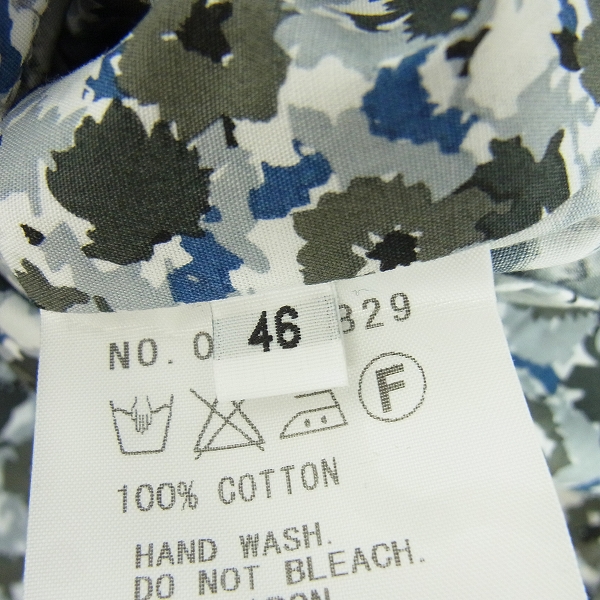 46
NO. 0 329
F
100% COTTON
HAND WASH.
DO NOT BLEACH.